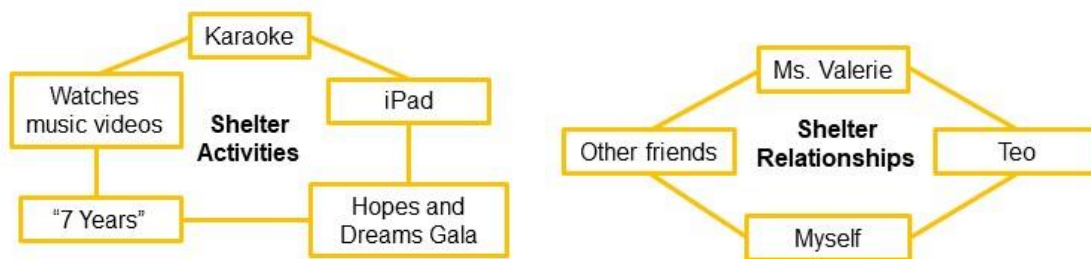 Karaoke
Watches
music videos
iPad
Shelter
Activities
“7 Years”
Hopes and
Dreams Gala
Ms. Valerie
Other friends
Shelter
Relationships
Teo
Myself